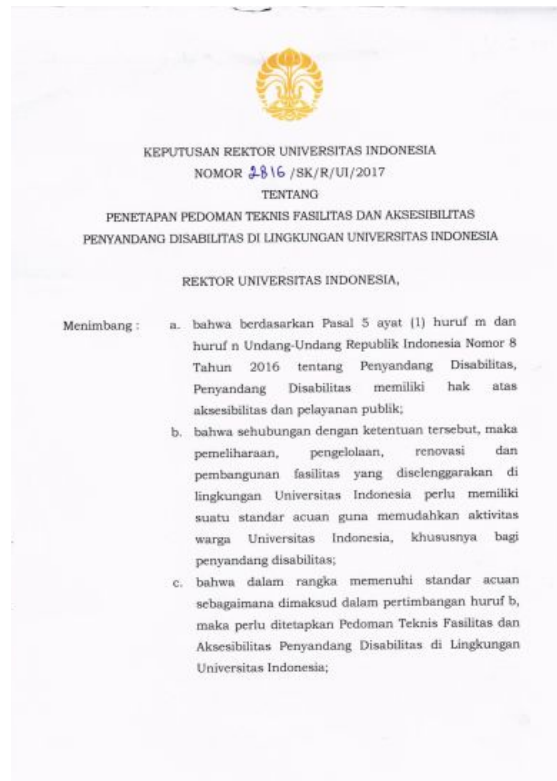 KEPUTUSAN REKTOR UNIVERSITAS INDONESIA
NOMOR 2816 /SK/R/UI/2017
TENTANG
PENETAPAN PEDOMAN TEKNIS FASILITAS DAN AKSESIBILITAS
PENYANDANG DISABILITAS DI LINGKUNGAN UNIVERSITAS INDONESIA
REKTOR UNIVERSITAS INDONESIA,
Menimbang : a. bahwa berdasarkan Pasal 5 ayat (1) huruf m dan
huruf n Undang-Undang Republik Indonesia Nomor 8
Tahun 2016 tentang Penyandang Disabilitas,
Penyandang Disabilitas memiliki hak atas
aksesibilitas dan pelayanan publik;
b. bahwa sehubungan dengan ketentuan tersebut, maka
pemeliharaan, pengelolaan, renovasi dan
pembangunan fasilitas yang diselenggarakan di
lingkungan Universitas Indonesia perlu memiliki
suatu standar acuan guna memudahkan aktivitas
warga Universitas Indonesia, khususnya bagi
penyandang disabilitas;
c. bahwa dalam rangka memenuhi standar acuan
sebagaimana dimaksud dalam pertimbangan huruf b,
maka perlu ditetapkan Pedoman Teknis Fasilitas dan
Aksesibilitas Penyandang Disabilitas di Lingkungan
Universitas Indonesia;